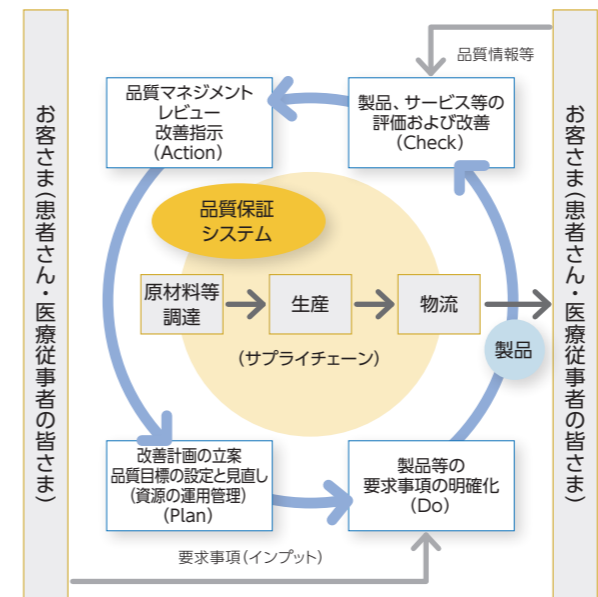 お客さま（患者さん・医療従事者の皆さま）
品質情報等
品質マネジメント
レビュー
改善指示
（Action）
製品、サービス等の
評価および改善
（Check）
品質保証
システム
原材料等
調達
生産
物流
（サプライチェーン）
製品
改善計画の立案
品質目標の設定と見直し
（資源の運用管理）
（Plan）
製品等の
要求事項の明確化
（Do）
要求事項（インプット）
お客さま（患者さん・医療従事者の皆さま）